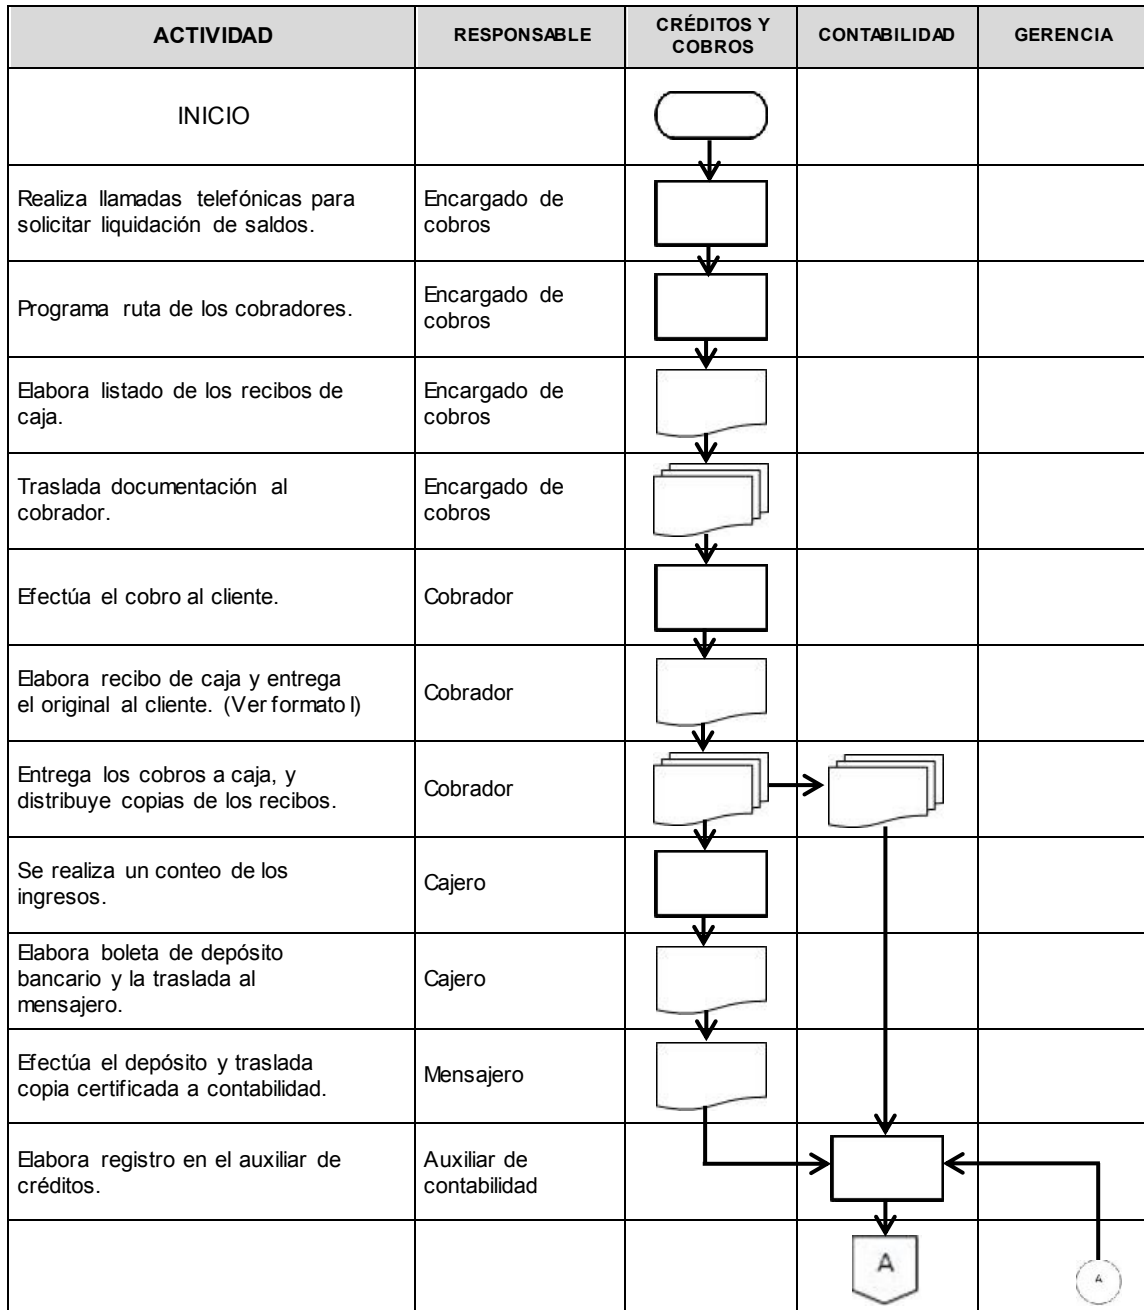 ACTIVIDAD
RESPONSABLE
CRÉDITOS Y
COBROS
CONTABILIDAD
GERENCIA
INICIO
Realiza llamadas telefónicas para
solicitar liquidación de saldos.
Encargado de
cobros
Programa ruta de los cobradores.
Encargado de
cobros
Elabora listado de los recibos de
caja.
Encargado de
cobros
Traslada documentación al
cobrador.
Encargado de
cobros
Efectúa el cobro al cliente.
Cobrador
Elabora recibo de caja y entrega
el original al cliente. (Ver formato I)
Cobrador
Entrega los cobros a caja, y
distribuye copias de los recibos.
Cobrador
Se realiza un conteo de los
ingresos.
Cajero
Elabora boleta de depósito
bancario y la traslada al
mensajero.
Cajero
Efectúa el depósito y traslada
copia certificada a contabilidad.
Mensajero
Elabora registro en el auxiliar de
créditos.
Auxiliar de
contabilidad
A
A